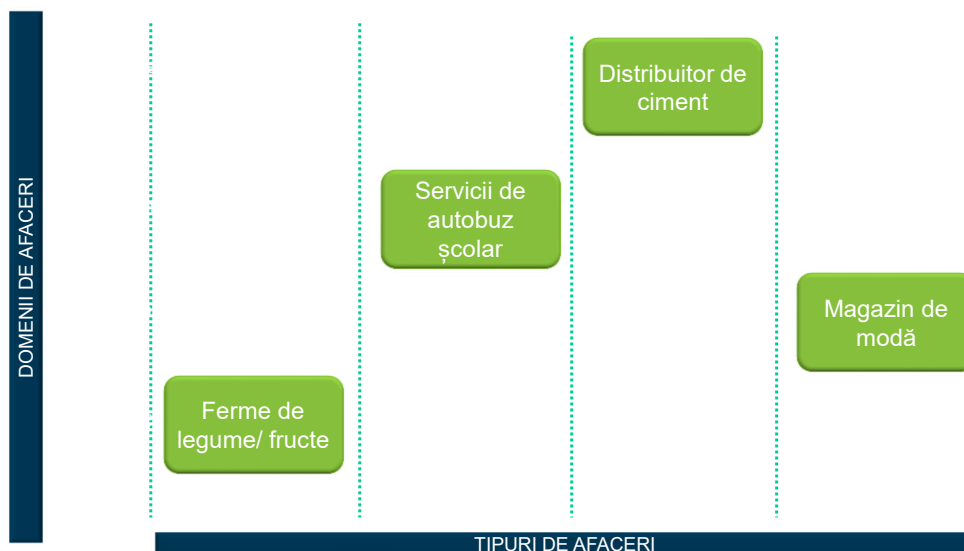 DOMENII DE AFACERI
Distribuitor de
ciment
Servicii de
autobuz
școlar
Magazin de
modă
Ferme de
legume/ fructe
TIPURI DE AFACERI